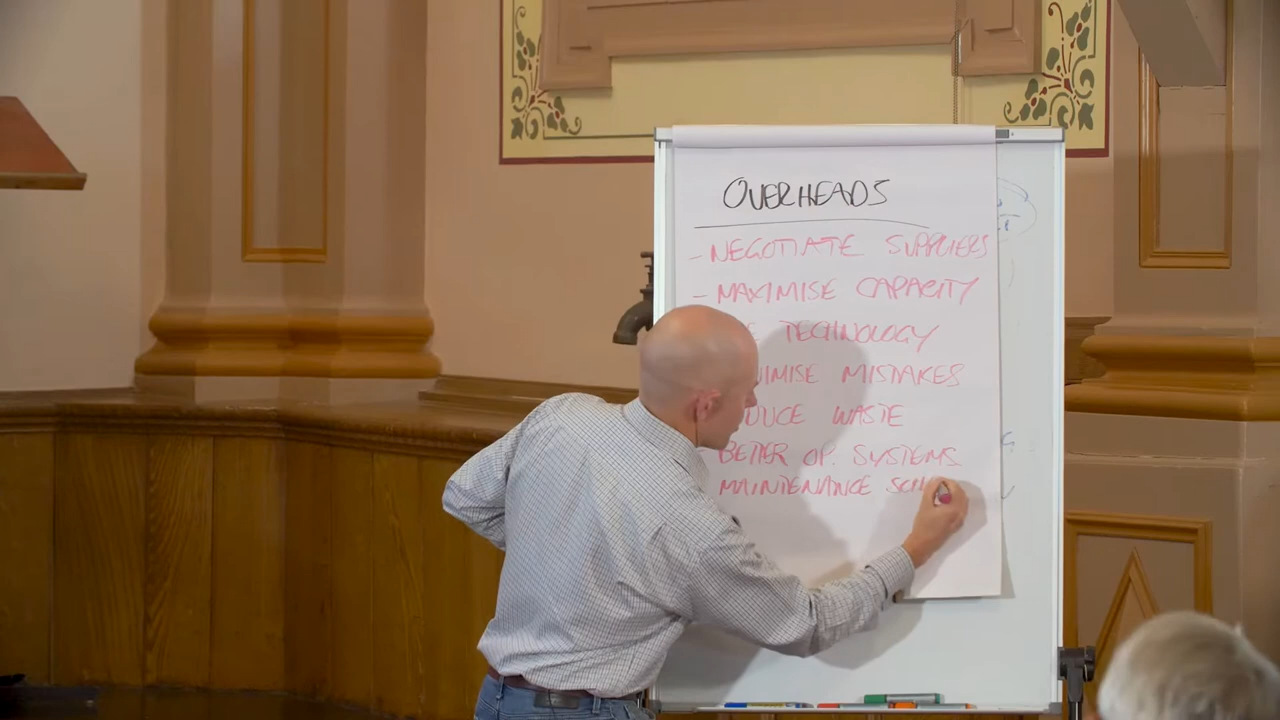 OVERHEADS
- NEGOTIATE SUPPLIERS
- MAXIMISE CAPACITY
TECHNOLOGY
MISTAKES
WASTE
BETTER OP. SYSTEMS
MAINTENANCE